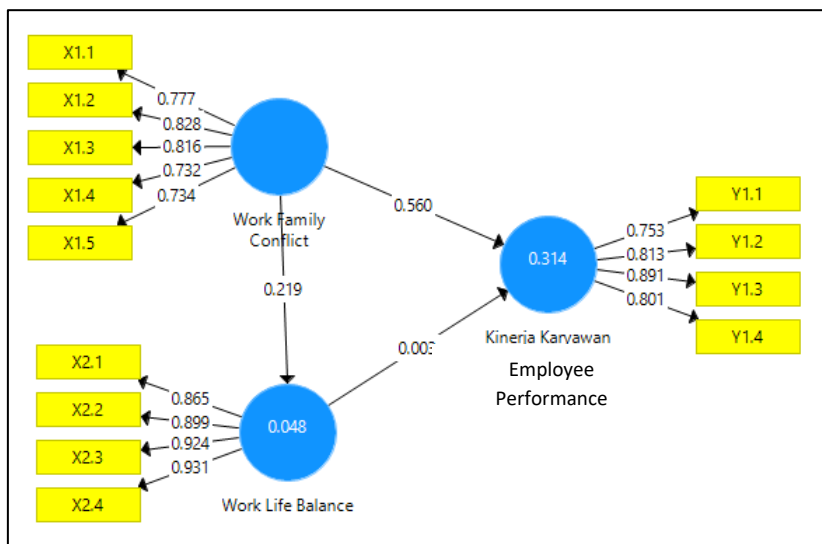 X1.1
X1.2
X1.3
X1.4
X1.5
0.777
0.828
0.816
0.732
0.734
Work Family
Conflict
0.560
0.219
0.314
Kinerja Karyawan
Employee
Performance
Y1.1
Y1.2
Y1.3
Y1.4
0.753
0.813
0.891
0.801
X2.1
X2.2
X2.3
X2.4
0.865
0.899
0.924
0.931
0.048
Work Life Balance